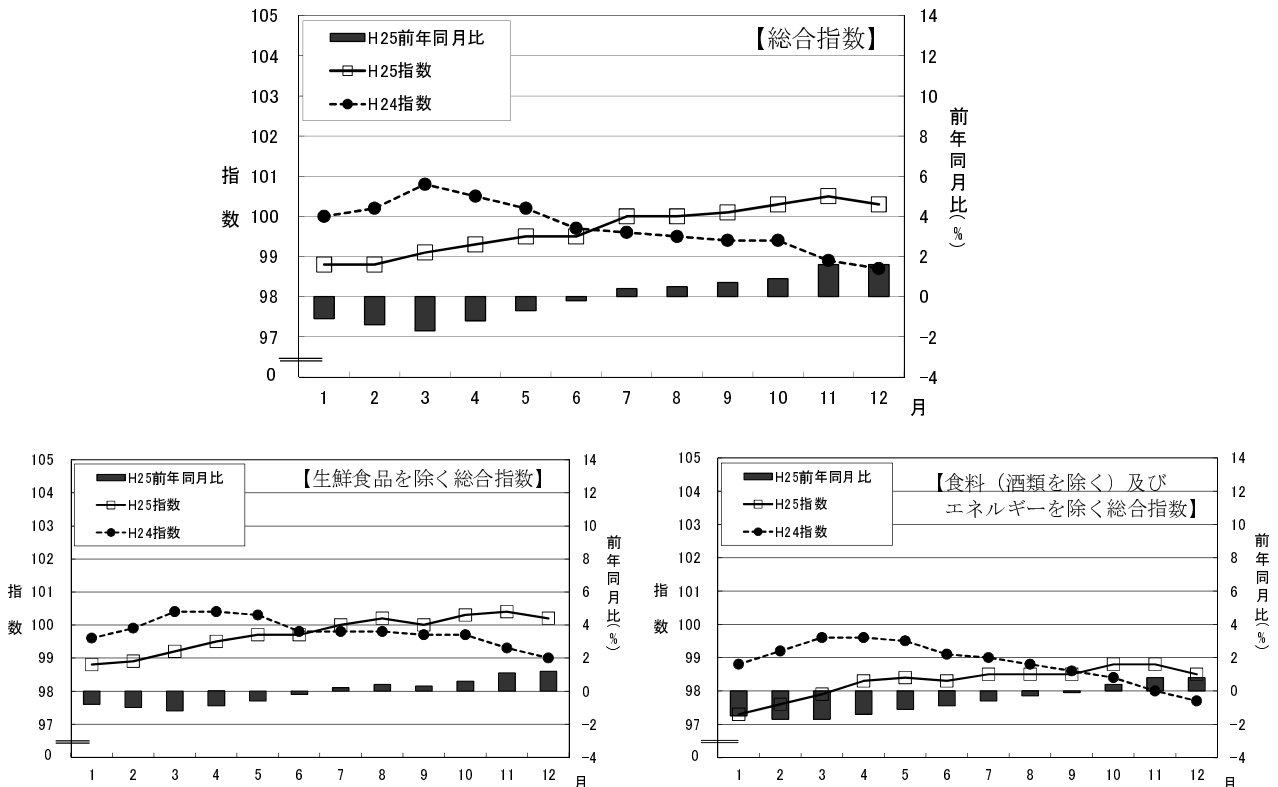 【総合指数】
H25前年同月比
H25指数
H24指数
指数
前年同月比(%)
105
104
103
102
101
100
99
98
97
0
14
12
10
8
6
4
2
0
-2
-4
1 2 3 4 5 6 7 8 9 10 11 12
月
【生鮮食品を除く総合指数】
H25前年同月比
H25指数
H24指数
指数
前年同月比(%)
105
104
103
102
101
100
99
98
97
0
14
12
10
8
6
4
2
0
-2
-4
1 2 3 4 5 6 7 8 9 10 11 12
月
【食料（酒類を除く）及び
エネルギーを除く総合指数】
H25前年同月比
H25指数
H24指数
指数
前年同月比(%)
105
104
103
102
101
100
99
98
97
0
14
12
10
8
6
4
2
0
-2
-4
1 2 3 4 5 6 7 8 9 10 11 12
月